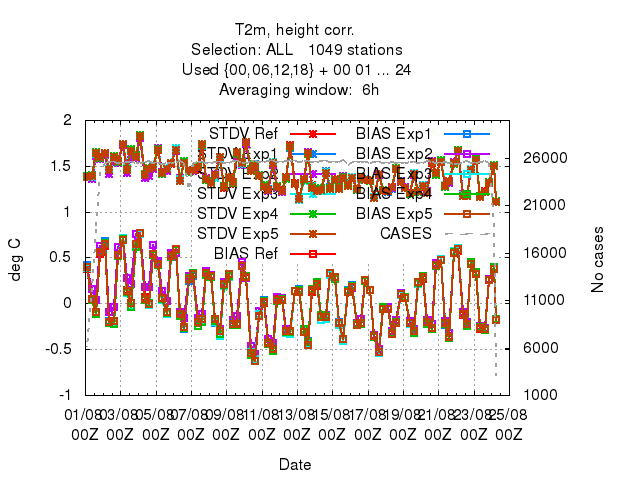 T2m, height corr.
Selection: ALL   1049 stations
Used {00,06,12,18} + 00 01 ... 24
Averaging window:  6h
deg C
2
1.5
1
0.5
0
-0.5
-1
STDV Ref
STDV Exp1
STDV Exp2
STDV Exp3
STDV Exp4
STDV Exp5
BIAS Ref
BIAS Exp1
BIAS Exp2
BIAS Exp3
BIAS Exp4
BIAS Exp5
CASES
26000
21000
16000
11000
6000
1000
No cases
01/08 03/08 05/08 07/08 09/08 11/08 13/08 15/08 17/08 19/08 21/08 23/08 25/08
00Z 00Z 00Z 00Z 00Z 00Z 00Z 00Z 00Z 00Z 00Z 00Z 00Z
Date